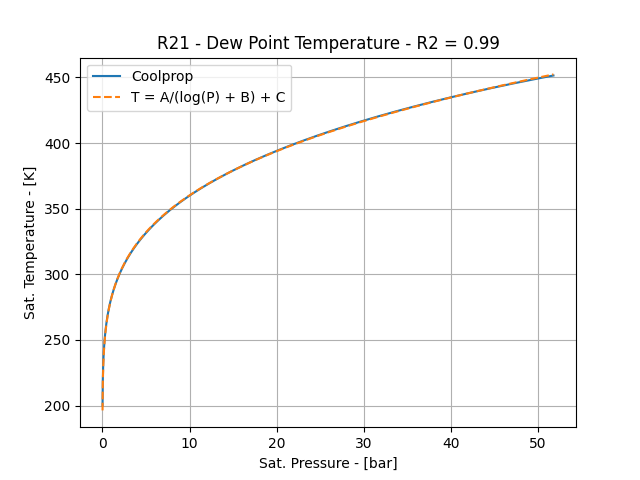 R21 - Dew Point Temperature - R2 = 0.99
Coolprop
T = A/(log(P) + B) + C
Sat. Temperature - [K]
450
400
350
300
250
200
0 10 20 30 40 50
Sat. Pressure - [bar]